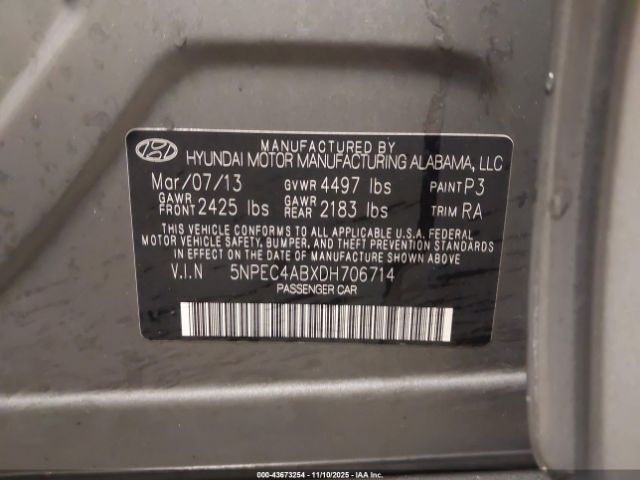 MANUFACTURED BY
HYUNDAI MOTOR MANUFACTURING ALABAMA, LLC
Mar/07/13 GVWR 4497 lbs PAINT P3
GAWR FRONT 2425 lbs GAWR REAR 2183 lbs TRIM RA
THIS VEHICLE CONFORMS TO ALL APPLICABLE U.S.A. FEDERAL
MOTOR VEHICLE SAFETY, BUMPER, AND THEFT PREVENTION STANDARDS
IN EFFECT ON THE DATE OF MANUFACTURE SHOWN ABOVE
V.I.N 5NPEC4ABXDH706714
PASSENGER CAR
000-43673254 - 11/10/2025 - IAA Inc.